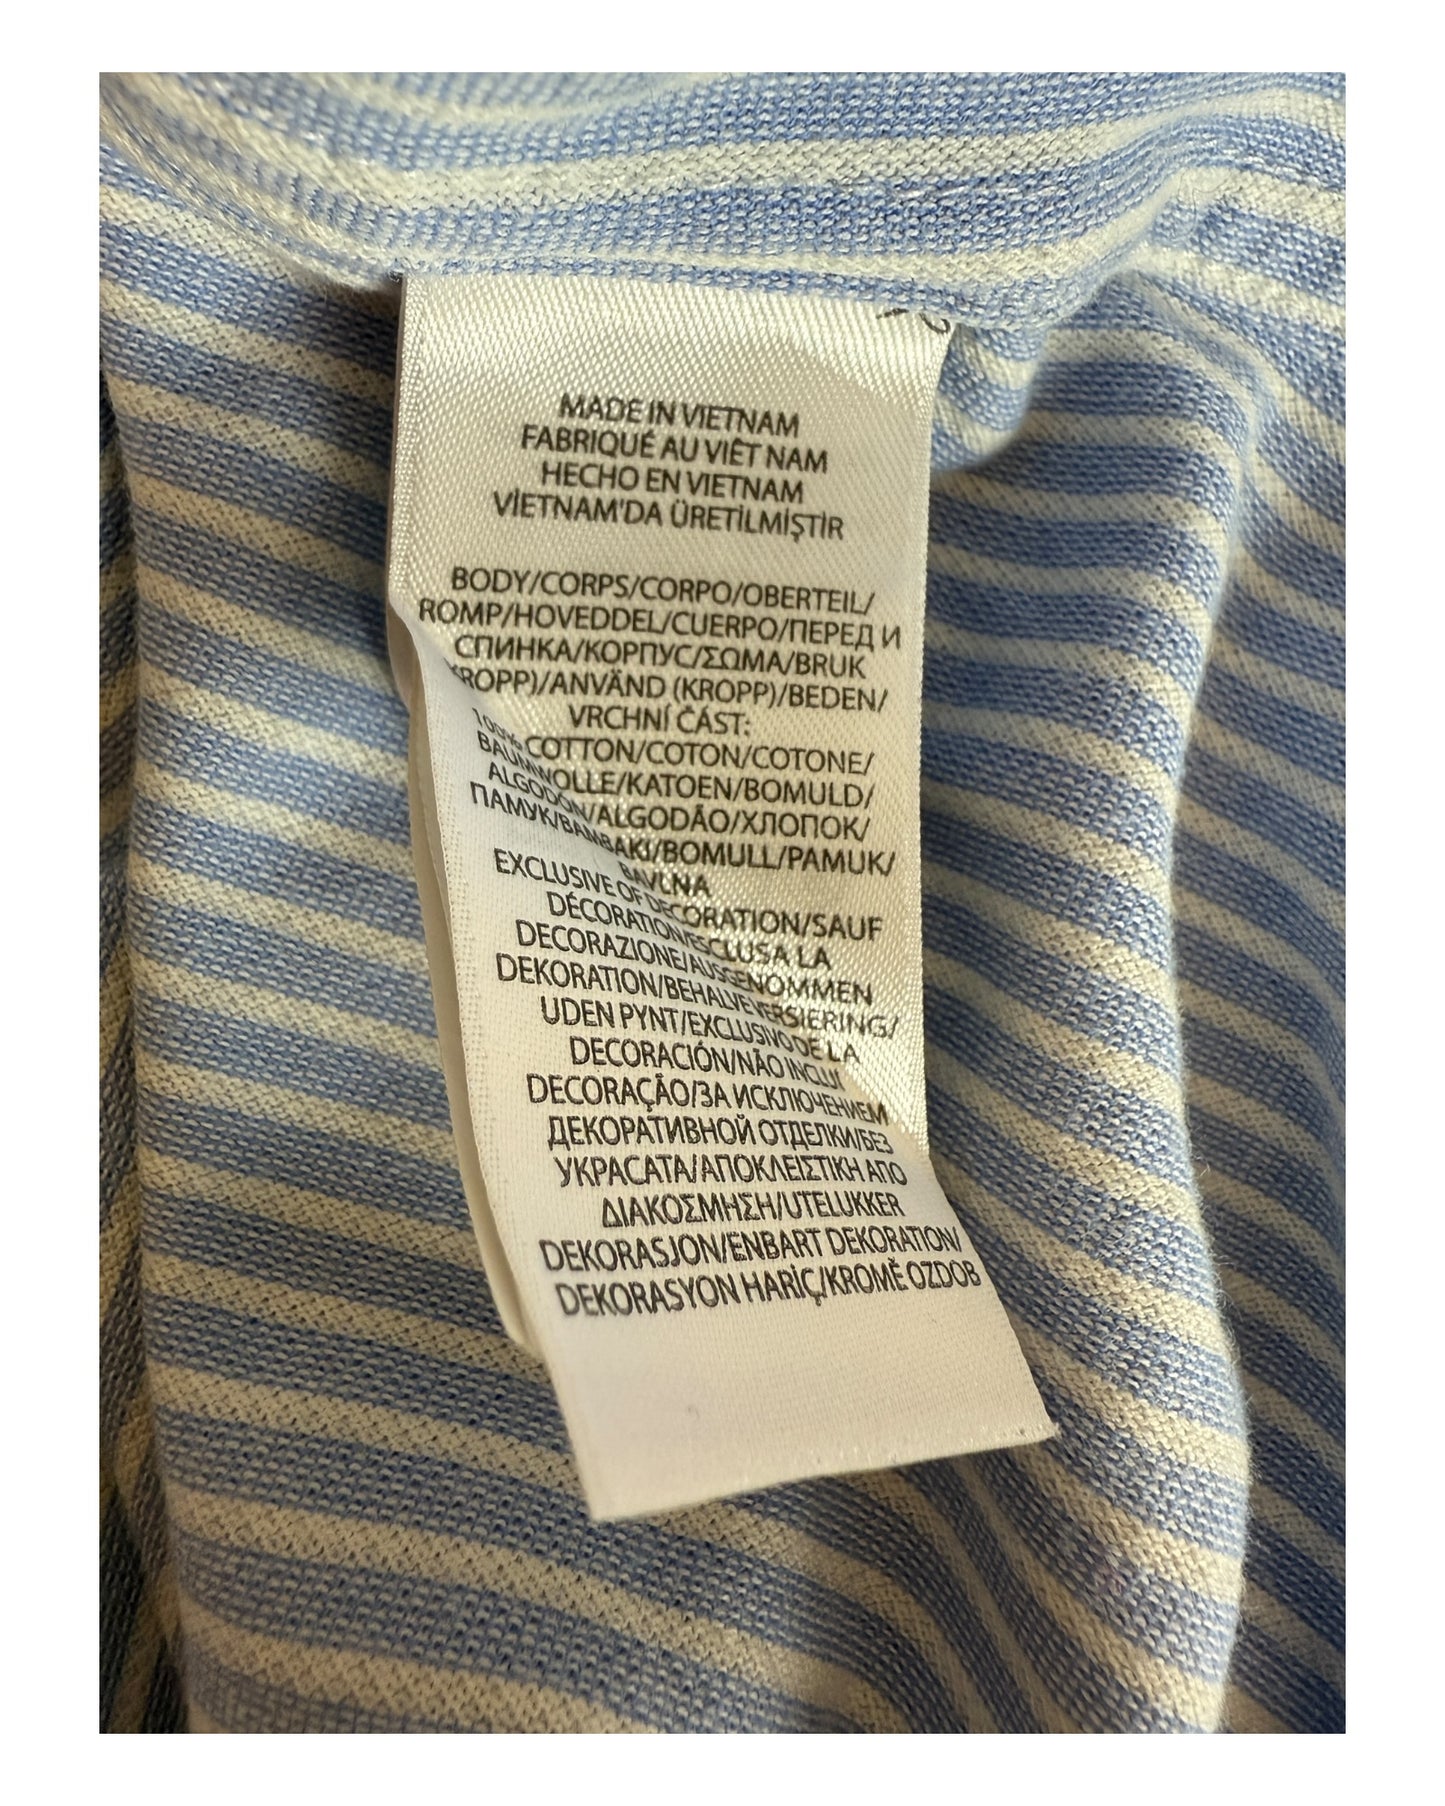 MADE IN VIETNAM
FABRIQUÉ AU VIÊT NAM
HECHO EN VIETNAM
VİETNAM'DA ÜRETİLMİŞTİR
BODY/CORPS/CORPO/OBERTEIL/
ROMP/HOVEDDEL/CUERPO/ПЕРЕД И
СПИНКА/КОРПУС/ΣΩΜΑ/BRUK
KROPP)/ANVÄND (KROPP)/BEDEN/
VRCHNÍ ČÁST:
100% COTTON/COTON/COTONE/
BAUMWOLLE/KATOEN/BOMULD/
ALGODÓN/ALGODÃO/ХЛОПОК/
ПАМУК/ΒΑΜΒΑΚΙ/BOMULL/PAMUK/
BAVLNA
EXCLUSIVE OF DECORATION/SAUF
DÉCORATION/ESCLUSA LA
DECORAZIONE/AUSGENOMMEN
DEKORATION/BEHALVE VERSIERING/
UDEN PYNT/EXCLUSIVO DE LA
DECORACIÓN/NÃO INCLUI
DECORAÇÃO/ЗА ИСКЛЮЧЕНИЕМ
ДЕКОРАТИВНОЙ ОТДЕЛКИ/БЕЗ
УКРАСАТА/ΑΠΟΚΛΕΙΣΤΙΚΗ ΑΠΟ
ΔΙΑΚΟΣΜΗΣΗ/UTELUKKER
DEKORASJON/ENBART DEKORATION/
DEKORASYON HARİÇ/KROMĚ OZDOB